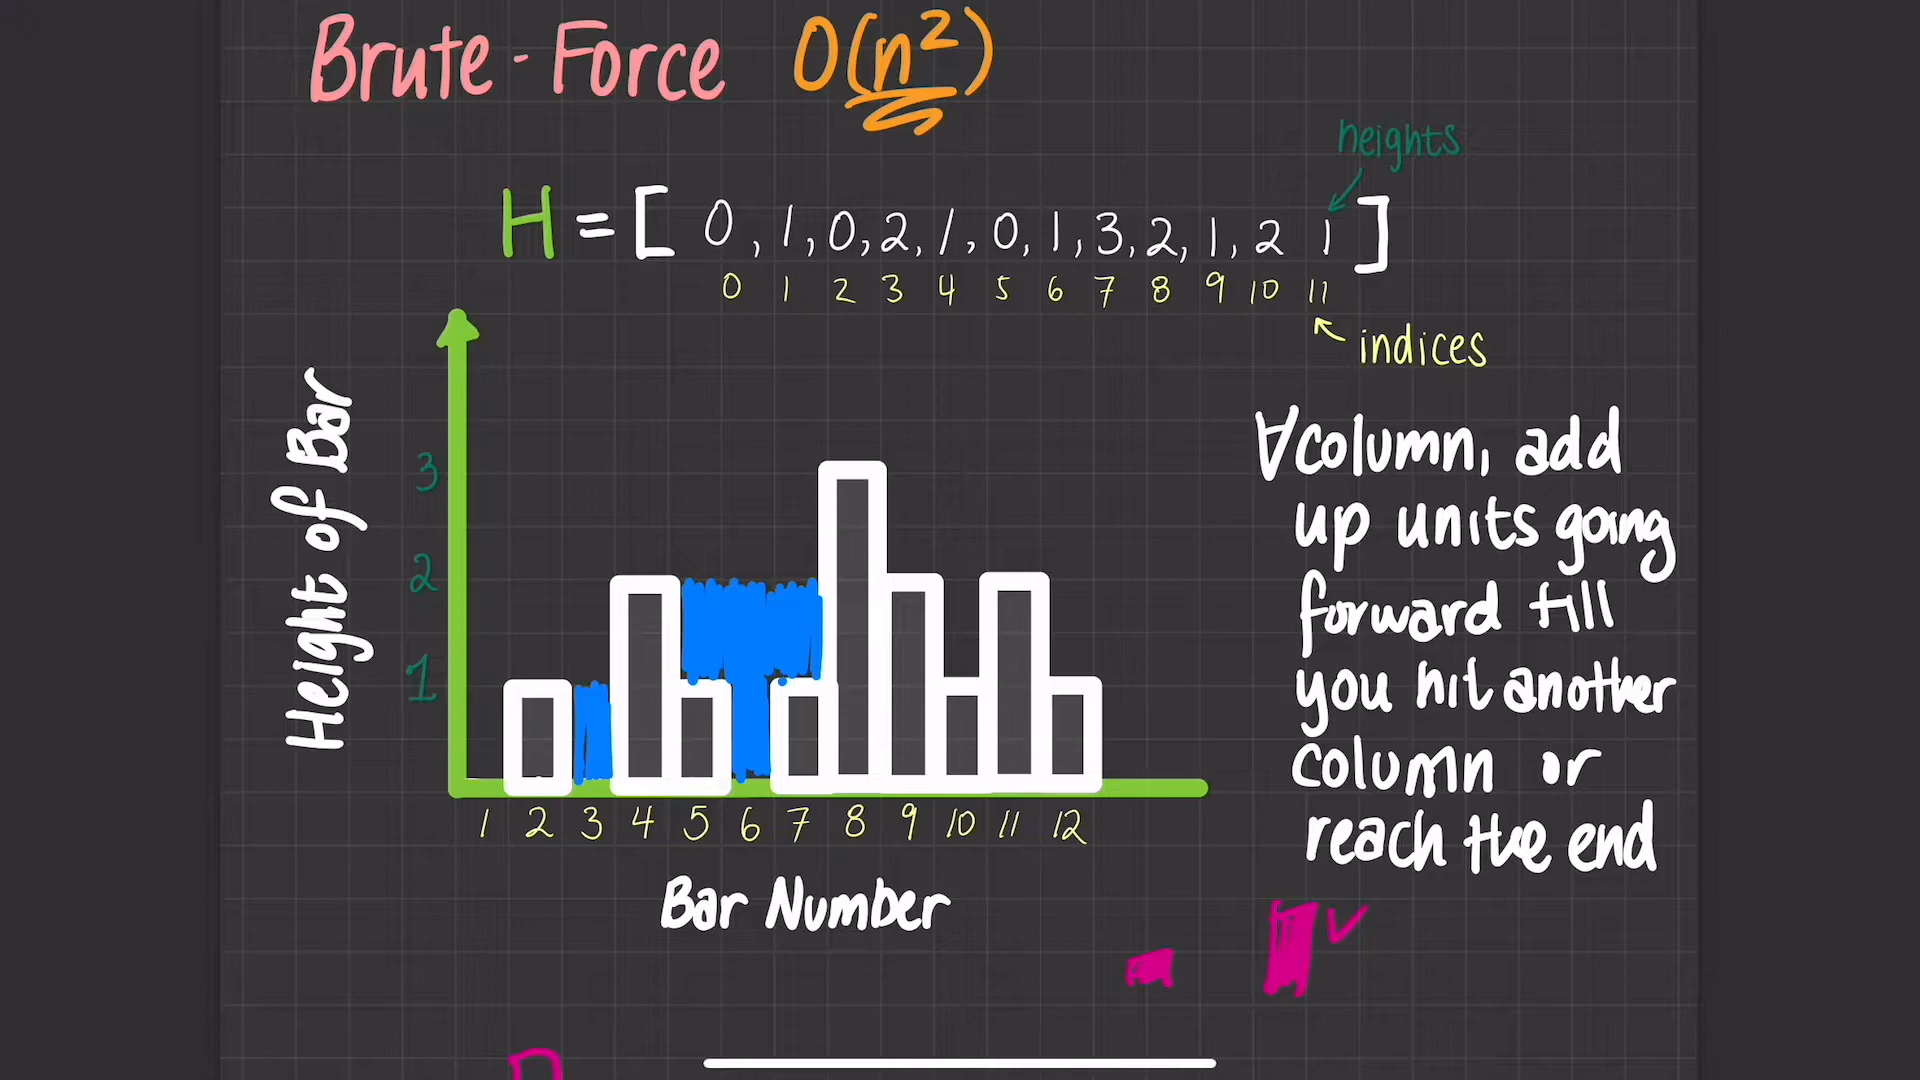 Brute-Force O(n²)
heights
H = [ 0, 1, 0, 2, 1, 0, 1, 3, 2, 1, 2 1 ]
0 1 2 3 4 5 6 7 8 9 10 11
indices
Height of Bar
3
2
1
1 2 3 4 5 6 7 8 9 10 11 12
Bar Number
∀column, add
up units going
forward till
you hit another
column or
reach the end